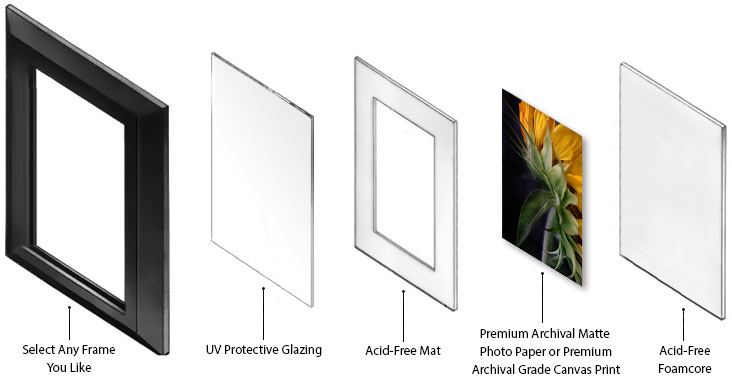 Select Any Frame
You Like
UV Protective Glazing
Acid-Free Mat
Premium Archival Matte
Photo Paper or Premium
Archival Grade Canvas Print
Acid-Free
Foamcore